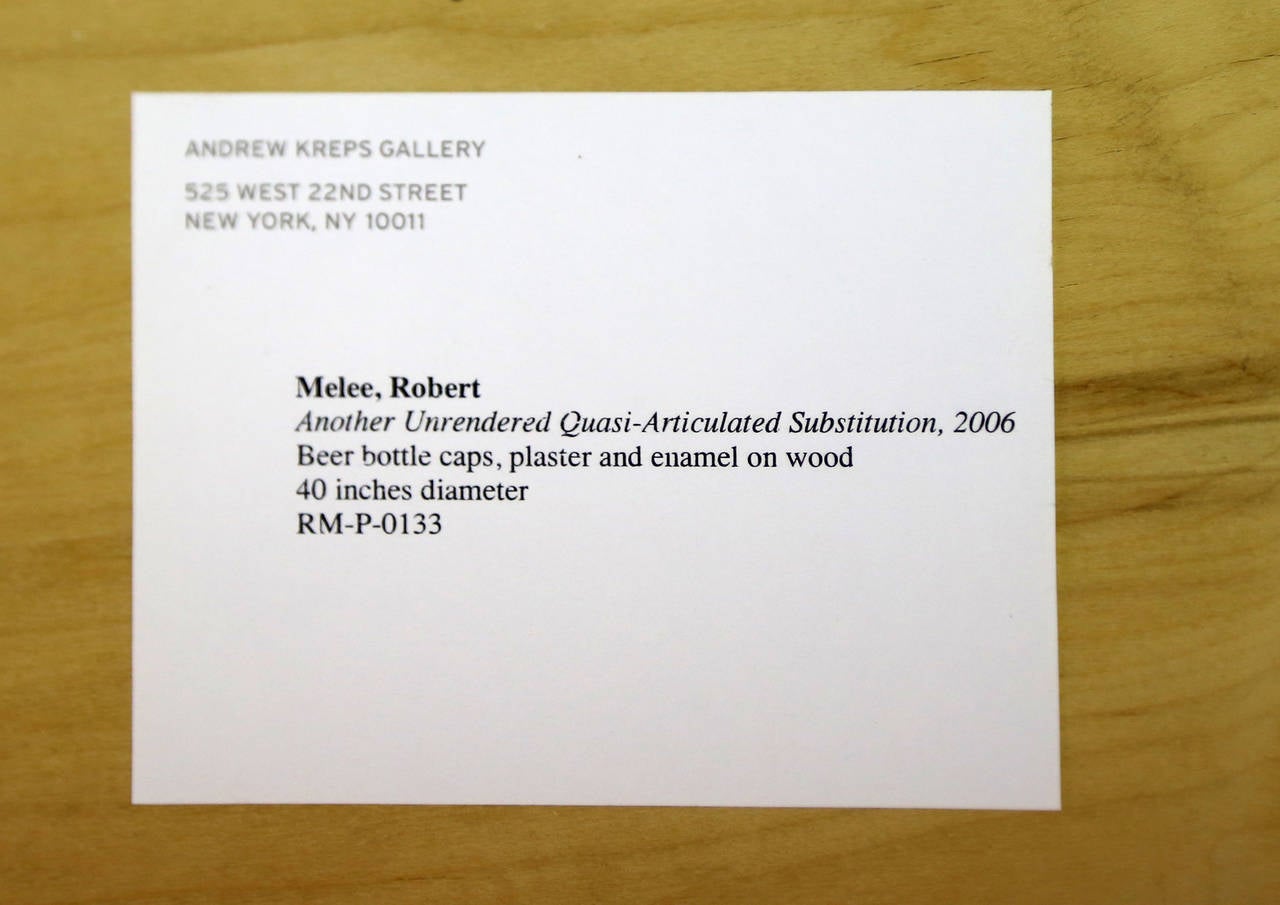 ANDREW KREPS GALLERY
525 WEST 22ND STREET
NEW YORK, NY 10011
Melee, Robert
Another Unrendered Quasi-Articulated Substitution, 2006
Beer bottle caps, plaster and enamel on wood
40 inches diameter
RM-P-0133